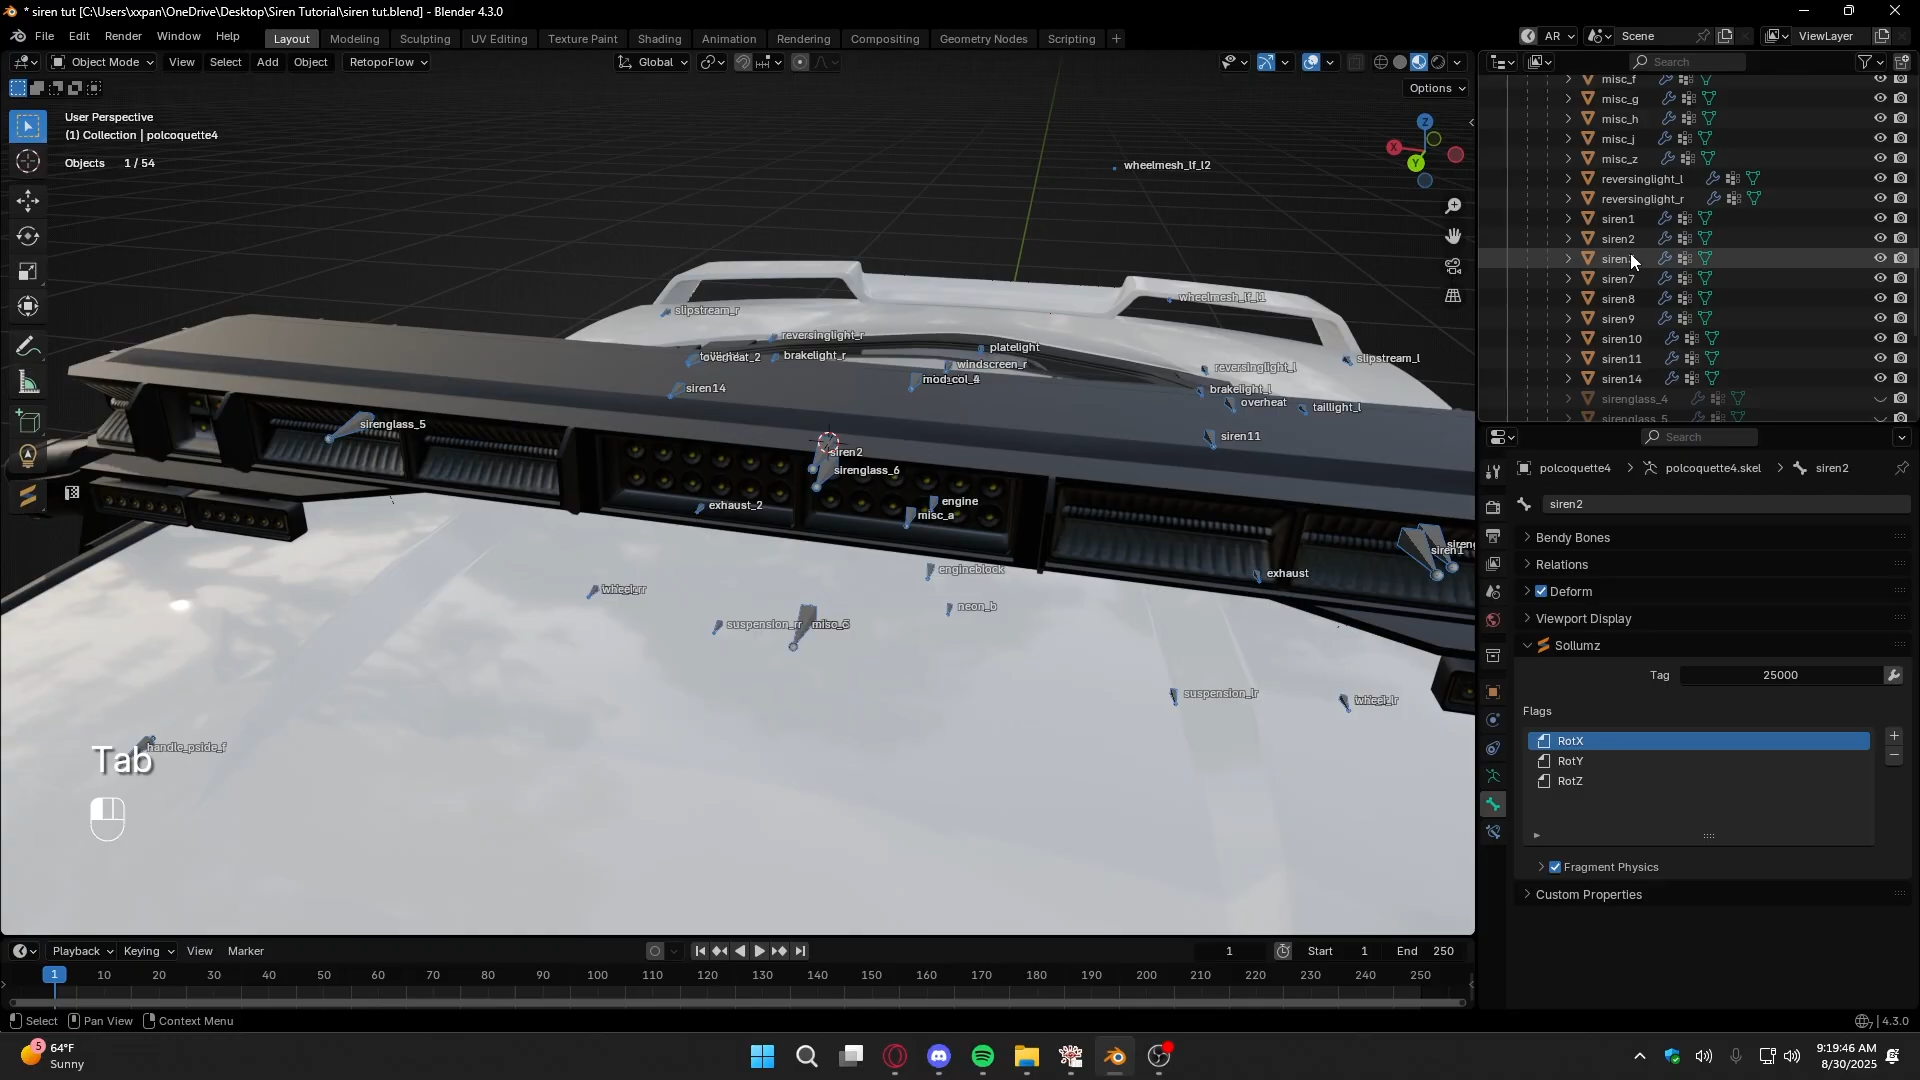 * siren tut [C:\Users\xxpan\OneDrive\Desktop\Siren Tutorial\siren tut.blend] - Blender 4.3.0
File Edit Render Window Help Layout Modeling Sculpting UV Editing Texture Paint Shading Animation Rendering Compositing Geometry Nodes Scripting + AR Scene ViewLayer
Object Mode View Select Add Object RetopoFlow Global Search
Options
User Perspective
(1) Collection | polcoquette4
Objects 1 / 54
Z
X
Y
wheelmesh_lf_l2
wheelmesh_lf_l1
slipstream_r
reversinglight_r
overheat_2
brakelight_r
platelight
windscreen_r
slipstream_l
reversinglight_l
siren14
mod_col_4
brakelight_l
overheat
taillight_l
sirenglass_5
siren11
siren2
sirenglass_6
exhaust_2
engine
misc_a
siren1
engineblock
exhaust
wheel_rr
neon_b
suspension_rr
suspension_lr
wheel_lr
handle_pside_f
Tab
misc_f
misc_g
misc_h
misc_j
misc_z
reversinglight_l
reversinglight_r
siren1
siren2
siren
siren7
siren8
siren9
siren10
siren11
siren14
sirenglass_4
sirenglass_5
Search
polcoquette4 > polcoquette4.skel > siren2
siren2
Bendy Bones
Relations
Deform
Viewport Display
Sollumz
Tag 25000
Flags
RotX
RotY
RotZ
Fragment Physics
Custom Properties
Playback Keying View Marker 1 Start 1 End 250
1 10 20 30 40 50 60 70 80 90 100 110 120 130 140 150 160 170 180 190 200 210 220 230 240 250
Select Pan View Context Menu 4.3.0
5 64°F
Sunny
9:19:46 AM
8/30/2025